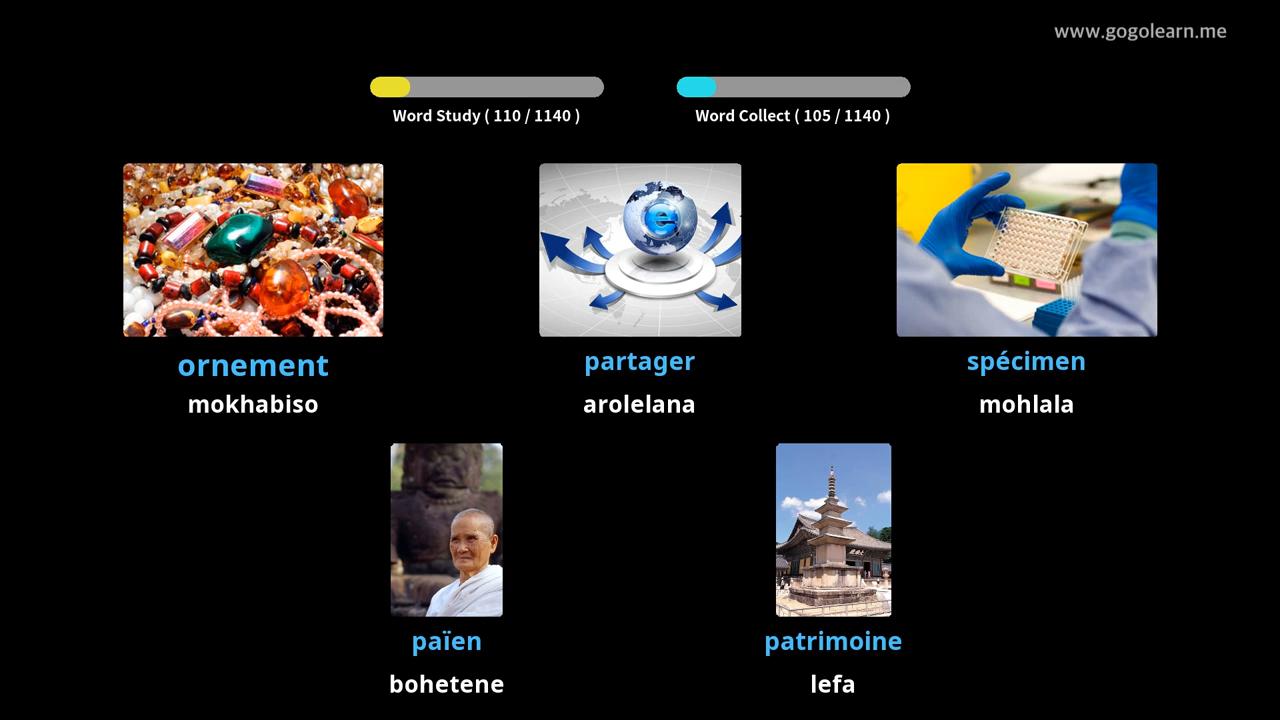 www.gogolearn.me
Word Study ( 110 / 1140 )
Word Collect ( 105 / 1140 )
ornement
mokhabiso
partager
arolelana
spécimen
mohlala
païen
bohetene
patrimoine
lefa